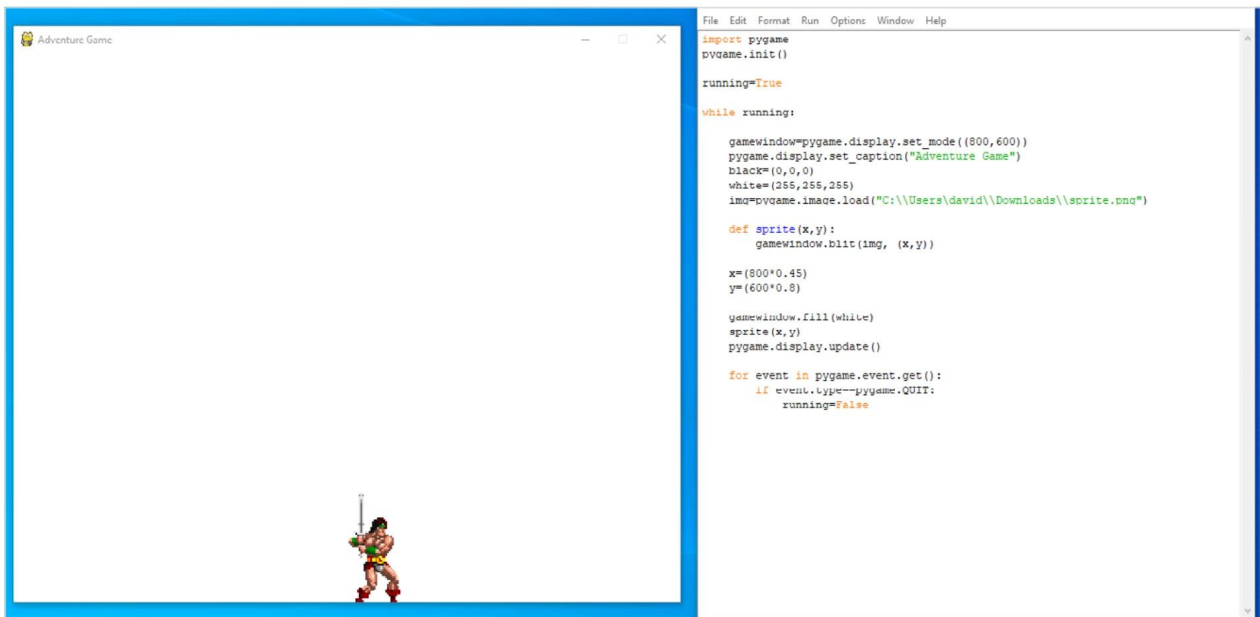 Adventure Game
File Edit Format Run Options Window Help
import pygame
pygame.init()
running=True
while running:
gamewindow=pygame.display.set_mode((800,600))
pygame.display.set_caption("Adventure Game")
black=(0,0,0)
white=(255,255,255)
img=pygame.image.load("C:\\Users\david\\Downloads\\sprite.png")
def sprite(x,y):
gamewindow.blit(img, (x,y))
x=(800*0.45)
y=(600*0.8)
gamewindow.fill(white)
sprite(x,y)
pygame.display.update()
for event in pygame.event.get():
if event.type==pygame.QUIT:
running=False